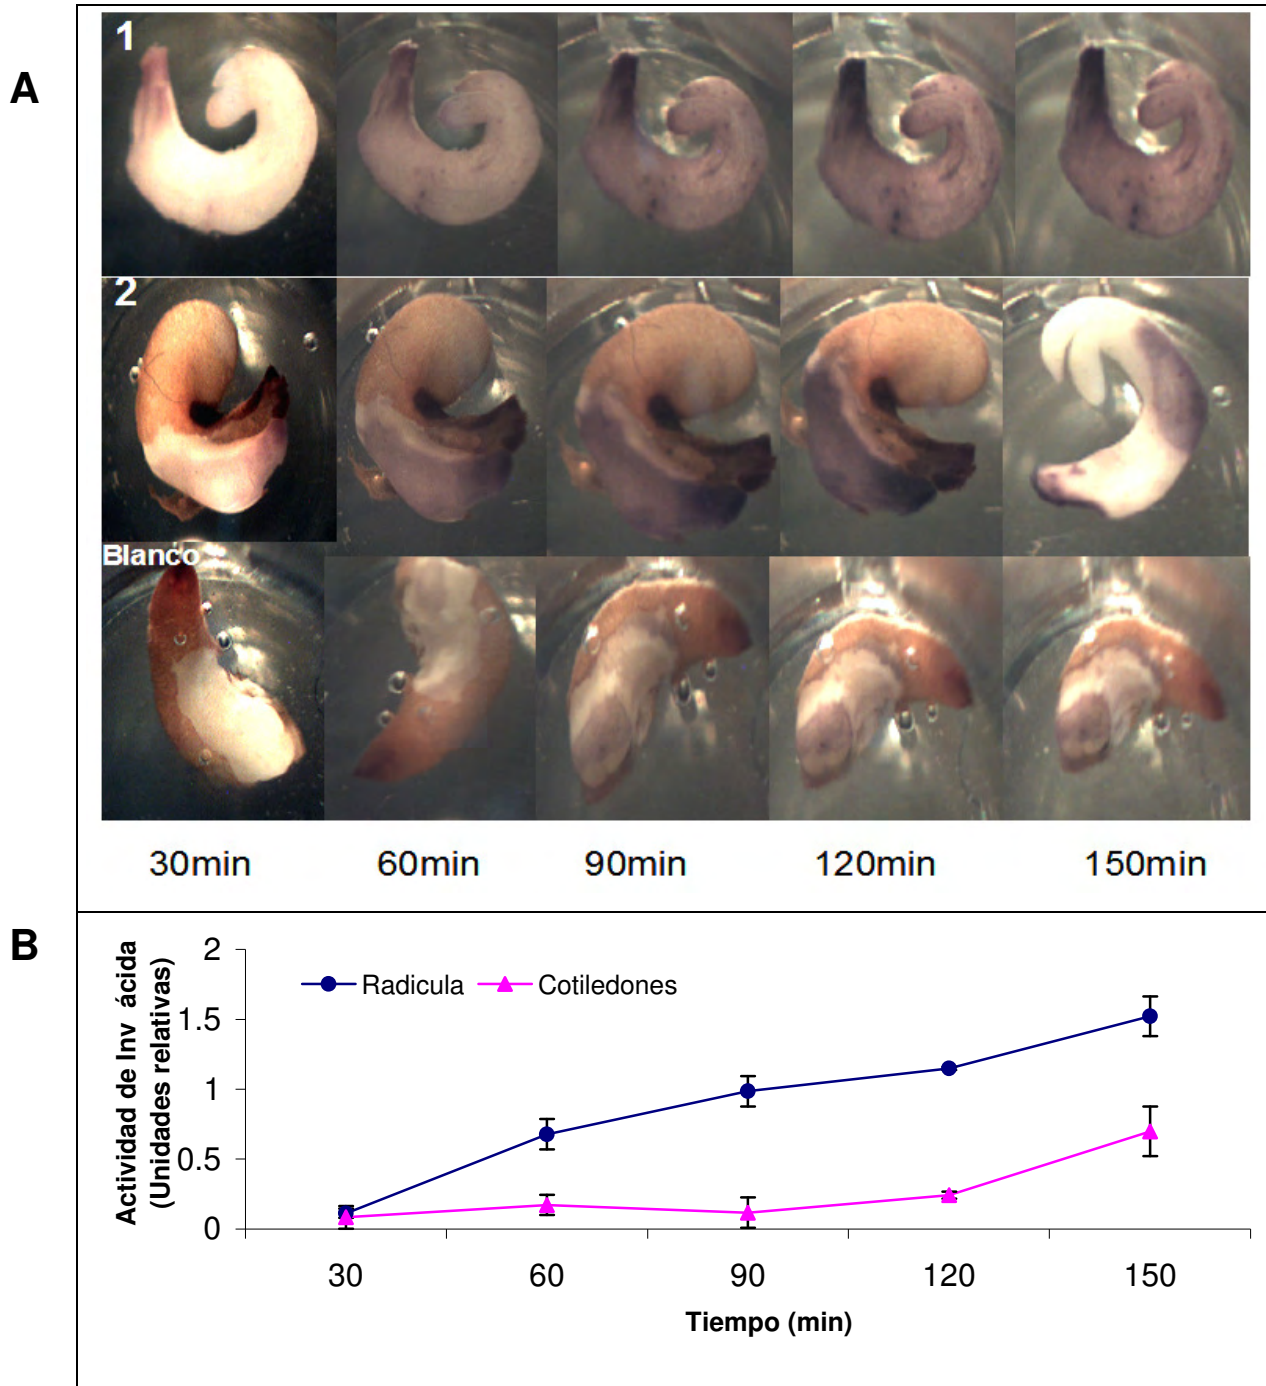 A
1
2
Blanco
30min 60min 90min 120min 150min
B
Actividad de Inv ácida
(Unidades relativas)
2
1.5
1
0.5
0
Radicula Cotiledones
30 60 90 120 150
Tiempo (min)